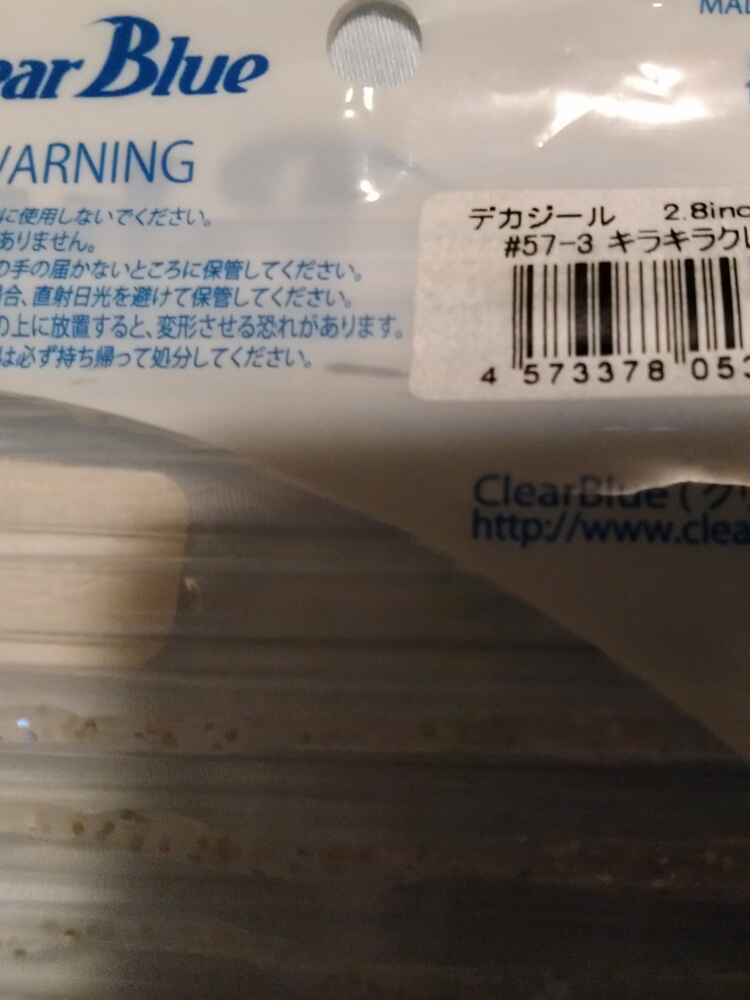 ear Blue
MAD
WARNING
に使用しないでください。
ありません。
の手の届かないところに保管してください。
場合、直射日光を避けて保管してください。
の上に放置すると、変形させる恐れがあります。
は必ず持ち帰って処分してください。
デカジール 2.8inc
#57-3 キラキラクレ
4 573378 053
ClearBlue (クリ
http://www.clea